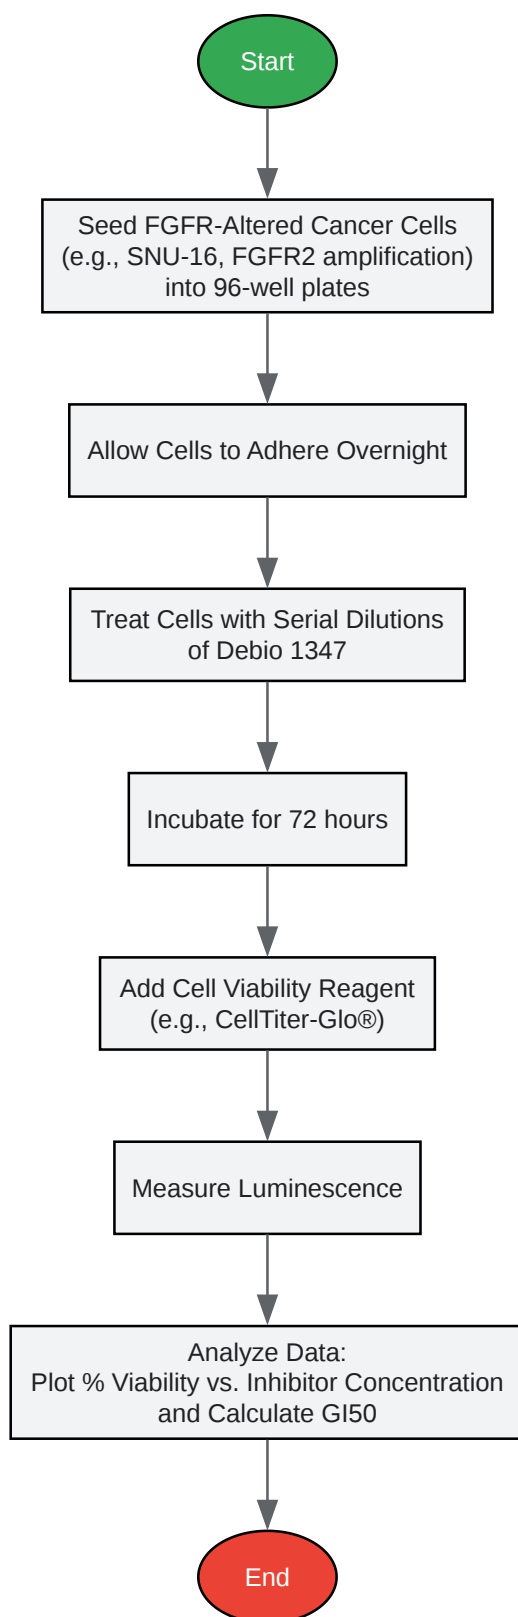 Start
Seed FGFR-Altered Cancer Cells
(e.g., SNU-16, FGFR2 amplification)
into 96-well plates
Allow Cells to Adhere Overnight
Treat Cells with Serial Dilutions
of Debio 1347
Incubate for 72 hours
Add Cell Viability Reagent
(e.g., CellTiter-Glo®)
Measure Luminescence
Analyze Data:
Plot % Viability vs. Inhibitor Concentration
and Calculate GI50
End